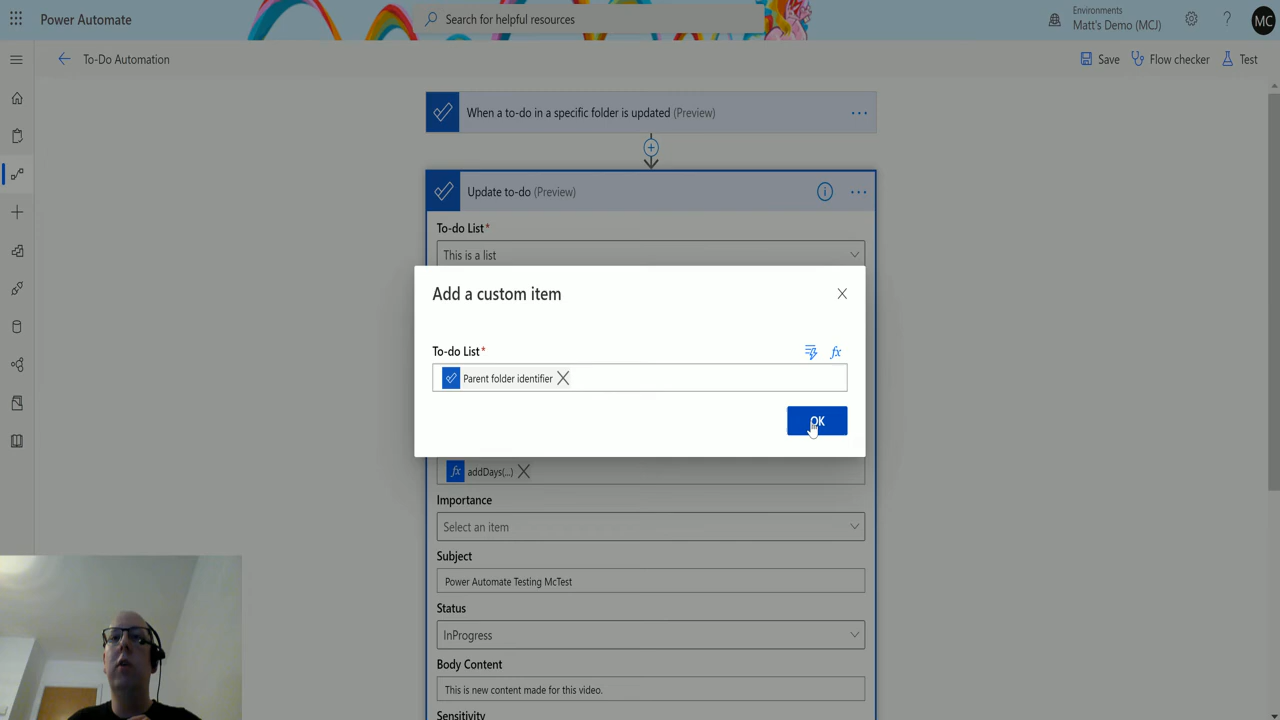 Power Automate
Search for helpful resources
Environments
Matt's Demo (MCJ)
?
MC
To-Do Automation
Save
Flow checker
Test
When a to-do in a specific folder is updated (Preview)
Update to-do (Preview)
To-do List*
This is a list
Add a custom item
To-do List*
fx
Parent folder identifier
OK
fx addDays(...)
Importance
Select an item
Subject
Power Automate Testing McTest
Status
InProgress
Body Content
This is new content made for this video.
Sensitivity